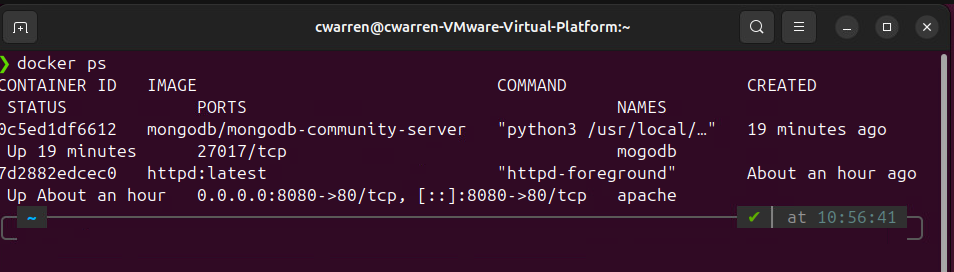 cwarren@cwarren-VMware-Virtual-Platform:~
❯ docker ps
CONTAINER ID   IMAGE                              COMMAND                  CREATED
 STATUS             PORTS                                     NAMES
0c5ed1df6612   mongodb/mongodb-community-server   "python3 /usr/local/…"   19 minutes ago
 Up 19 minutes      27017/tcp                                 mogodb
7d2882edcec0   httpd:latest                       "httpd-foreground"       About an hour ago
 Up About an hour   0.0.0.0:8080->80/tcp, [::]:8080->80/tcp   apache
~ ✔ at 10:56:41